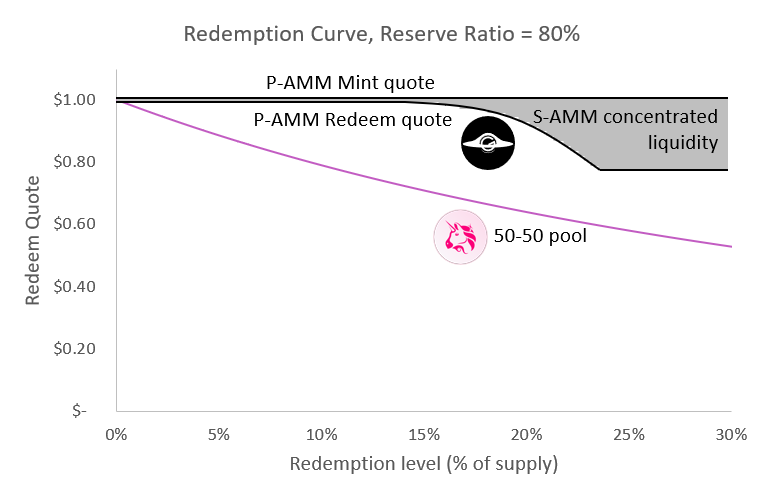 Redemption Curve, Reserve Ratio = 80%
P-AMM Mint quote
P-AMM Redeem quote
S-AMM concentrated
liquidity
50-50 pool
Redeem Quote
$1.00
$0.80
$0.60
$0.40
$0.20
$-
0% 5% 10% 15% 20% 25% 30%
Redemption level (% of supply)